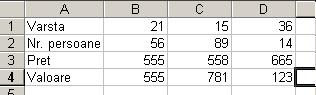 A B C D
1 Varsta 21 15 36
2 Nr. persoane 56 89 14
3 Pret 555 558 665
4 Valoare 555 781 123